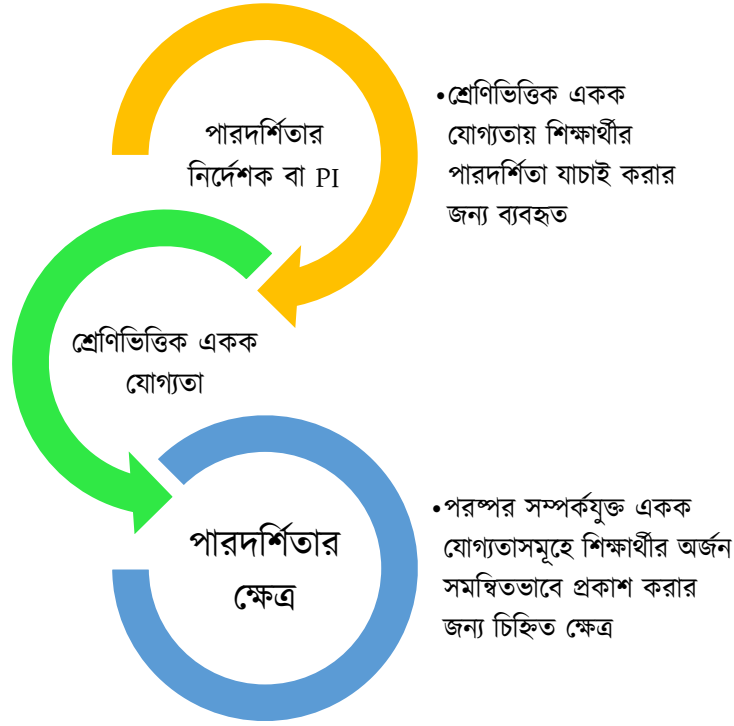 পারদর্শিতার
নির্দেশক বা PI
•শ্রেণিভিত্তিক একক
যোগ্যতায় শিক্ষার্থীর
পারদর্শিতা যাচাই করার
জন্য ব্যবহৃত
শ্রেণিভিত্তিক একক
যোগ্যতা
পারদর্শিতার
ক্ষেত্র
•পরষ্পর সম্পর্কযুক্ত একক
যোগ্যতাসমূহে শিক্ষার্থীর অর্জন
সমন্বিতভাবে প্রকাশ করার
জন্য চিহ্নিত ক্ষেত্র